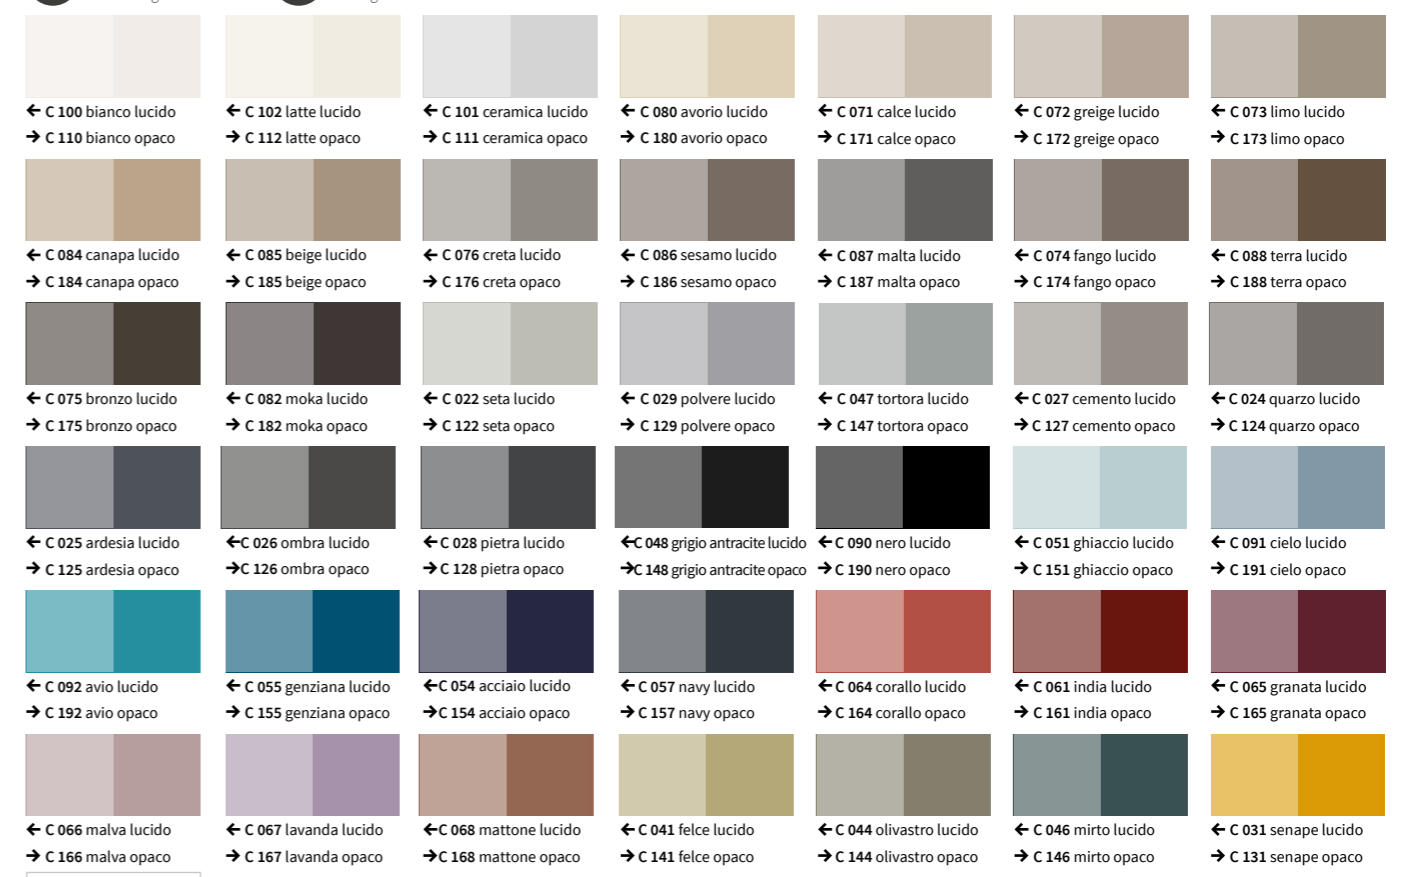 ← C 100 bianco lucido
→ C 110 bianco opaco
← C 102 latte lucido
→ C 112 latte opaco
← C 101 ceramica lucido
→ C 111 ceramica opaco
← C 080 avorio lucido
→ C 180 avorio opaco
← C 071 calce lucido
→ C 171 calce opaco
← C 072 greige lucido
→ C 172 greige opaco
← C 073 limo lucido
→ C 173 limo opaco
← C 084 canapa lucido
→ C 184 canapa opaco
← C 085 beige lucido
→ C 185 beige opaco
← C 076 creta lucido
→ C 176 creta opaco
← C 086 sesamo lucido
→ C 186 sesamo opaco
← C 087 malta lucido
→ C 187 malta opaco
← C 074 fango lucido
→ C 174 fango opaco
← C 088 terra lucido
→ C 188 terra opaco
← C 075 bronzo lucido
→ C 175 bronzo opaco
← C 082 moka lucido
→ C 182 moka opaco
← C 022 seta lucido
→ C 122 seta opaco
← C 029 polvere lucido
→ C 129 polvere opaco
← C 047 tortora lucido
→ C 147 tortora opaco
← C 027 cemento lucido
→ C 127 cemento opaco
← C 024 quarzo lucido
→ C 124 quarzo opaco
← C 025 ardesia lucido
→ C 125 ardesia opaco
←C 026 ombra lucido
→C 126 ombra opaco
← C 028 pietra lucido
→ C 128 pietra opaco
←C 048 grigio antracite lucido
→C 148 grigio antracite opaco
← C 090 nero lucido
→ C 190 nero opaco
← C 051 ghiaccio lucido
→ C 151 ghiaccio opaco
← C 091 cielo lucido
→ C 191 cielo opaco
← C 092 avio lucido
→ C 192 avio opaco
← C 055 genziana lucido
→ C 155 genziana opaco
←C 054 acciaio lucido
→C 154 acciaio opaco
← C 057 navy lucido
→ C 157 navy opaco
← C 064 corallo lucido
→ C 164 corallo opaco
← C 061 india lucido
→ C 161 india opaco
← C 065 granata lucido
→ C 165 granata opaco
← C 066 malva lucido
→ C 166 malva opaco
← C 067 lavanda lucido
→ C 167 lavanda opaco
←C 068 mattone lucido
→C 168 mattone opaco
← C 041 felce lucido
→ C 141 felce opaco
← C 044 olivastro lucido
→ C 144 olivastro opaco
← C 046 mirto lucido
→ C 146 mirto opaco
← C 031 senape lucido
→ C 131 senape opaco